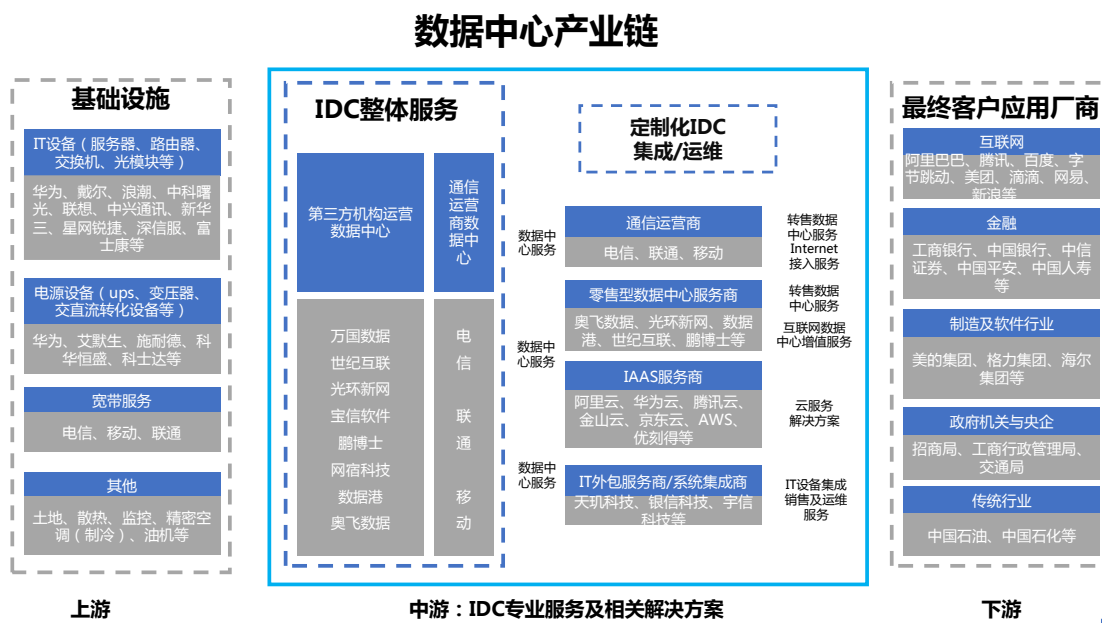 数据中心产业链
基础设施
IT设备（服务器、路由器、
交换机、光模块等）
华为、戴尔、浪潮、中科曙
光、联想、中兴通讯、新华
三、星网锐捷、深信服、富
士康等
电源设备（ups、变压器、
交直流转化设备等）
华为、艾默生、施耐德、科
华恒盛、科士达等
宽带服务
电信、移动、联通
其他
土地、散热、监控、精密空
调（制冷）、油机等
上游
IDC整体服务
第三方机构运营
数据中心
通信
运营
商数
据中
心
万国数据
世纪互联
光环新网
宝信软件
鹏博士
网宿科技
数据港
奥飞数据
电
信
联
通
移
动
定制化IDC
集成/运维
数据中
心服务
通信运营商
电信、联通、移动
转售数据
中心服务
Internet
接入服务
零售型数据中心服务商
奥飞数据、光环新网、数据
港、世纪互联、鹏博士等
转售数据
中心服务
互联网数据
中心增值服务
数据中
心服务
IAAS服务商
阿里云、华为云、腾讯云、
金山云、京东云、AWS、
优刻得等
云服务
解决方案
数据中
心服务
IT外包服务商/系统集成商
天玑科技、银信科技、宇信
科技等
IT设备集成
销售及运维
服务
中游：IDC专业服务及相关解决方案
最终客户应用厂商
互联网
阿里巴巴、腾讯、百度、字
节跳动、美团、滴滴、网易、
新浪等
金融
工商银行、中国银行、中信
证券、中国平安、中国人寿
等
制造及软件行业
美的集团、格力集团、海尔
集团等
政府机关与央企
招商局、工商行政管理局、
交通局
传统行业
中国石油、中国石化等
下游